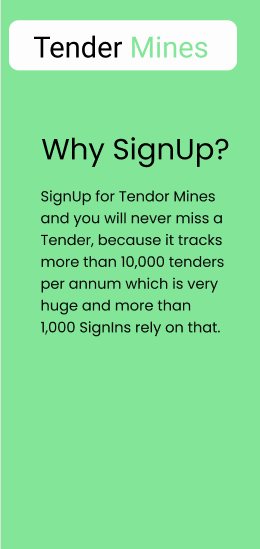 Tender Mines
Why SignUp?
SignUp for Tendor Mines
and you will never miss a
Tender, because it tracks
more than 10,000 tenders
per annum which is very
huge and more than
1,000 SignIns rely on that.